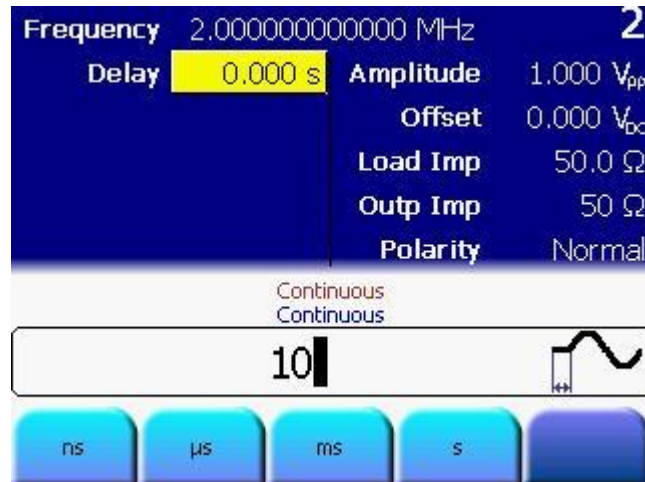 Frequency 2.000000000000 MHz 2
Delay 0.000 s Amplitude 1.000 Vpp
Offset 0.000 VDC
Load Imp 50.0 Ω
Outp Imp 50 Ω
Polarity Normal
Continuous
Continuous
10
ns µs ms s